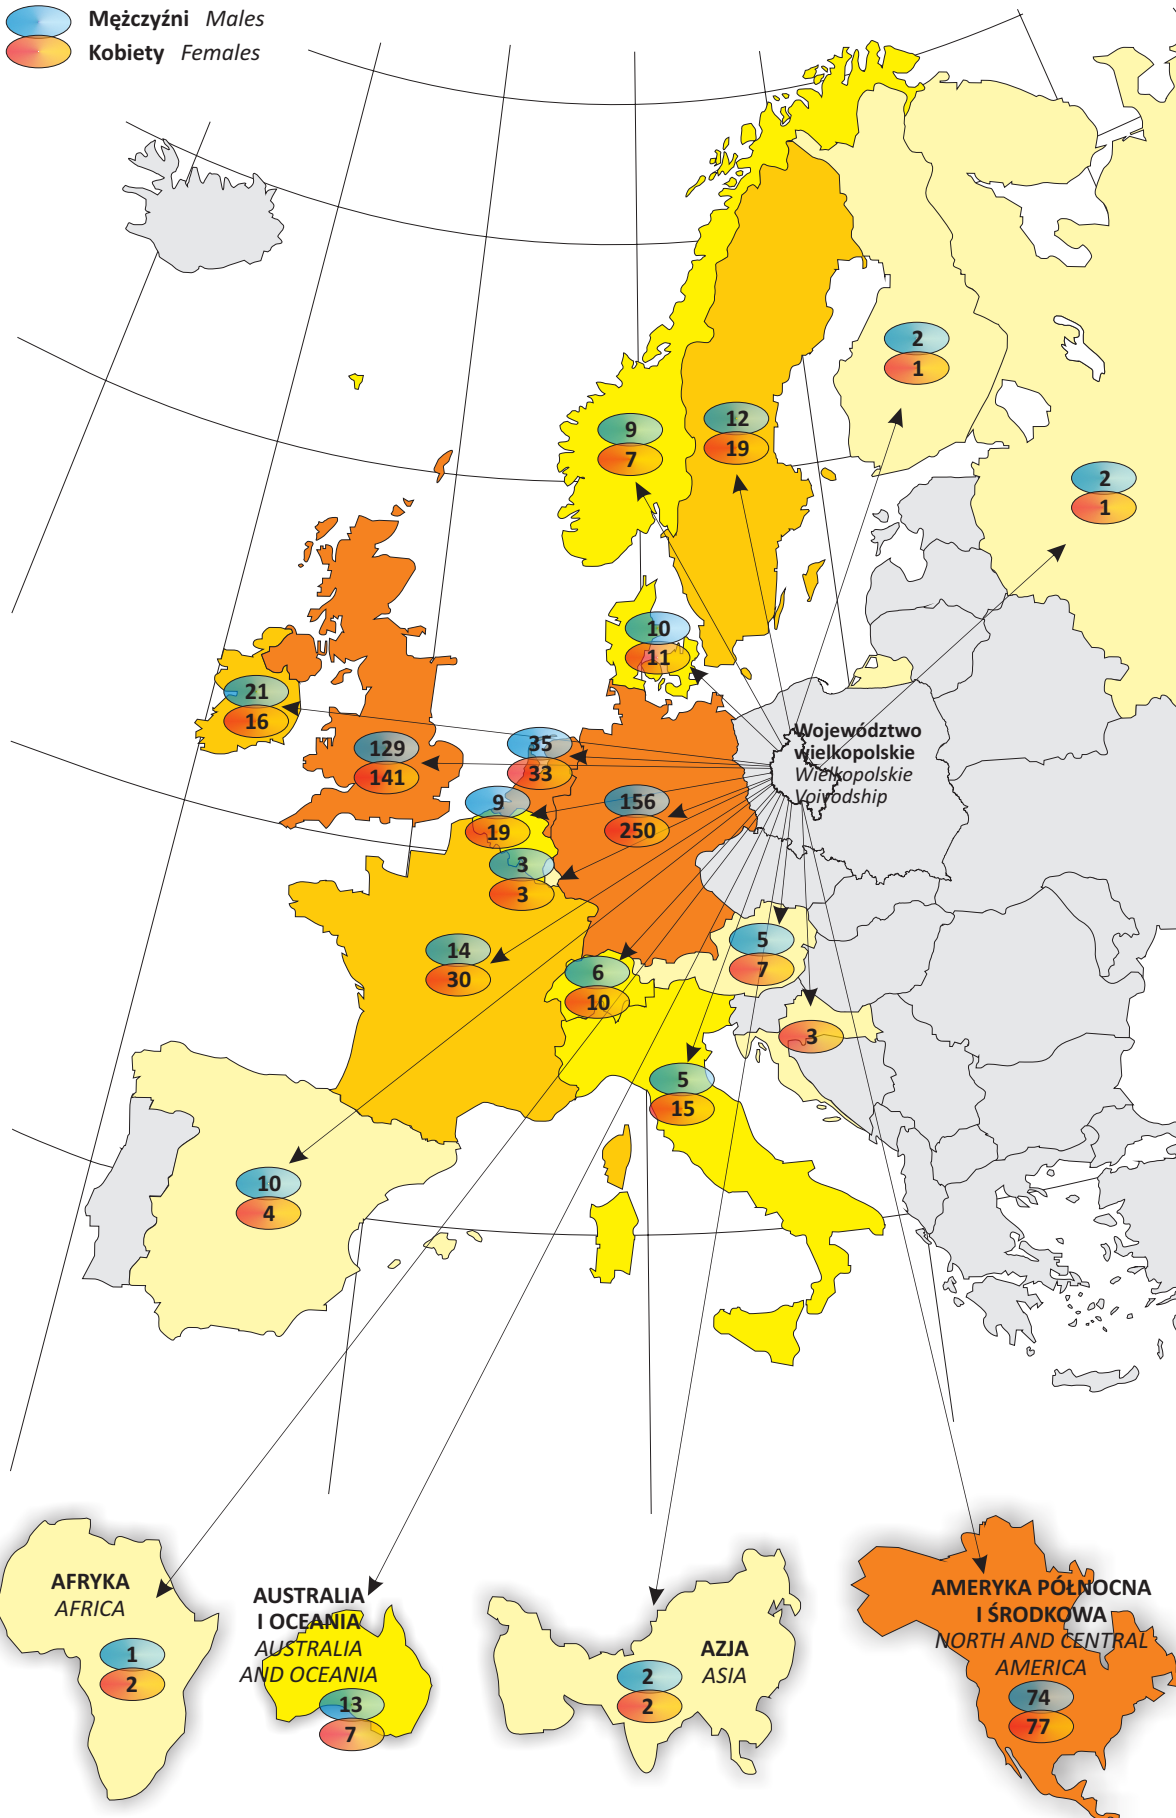 Mężczyźni Males
Kobiety Females
2
1
12
19
9
7
2
1
10
11
21
16
Województwo
wielkopolskie
Wielkopolskie
Voivodship
129
141
35
33
9
19
156
250
3
3
14
30
5
7
6
10
3
5
15
10
4
AFRYKA
AFRICA
1
2
AUSTRALIA
I OCEANIA
AUSTRALIA
AND OCEANIA
13
7
AZJA
ASIA
2
2
AMERYKA PÓŁNOCNA
I ŚRODKOWA
NORTH AND CENTRAL
AMERICA
74
77